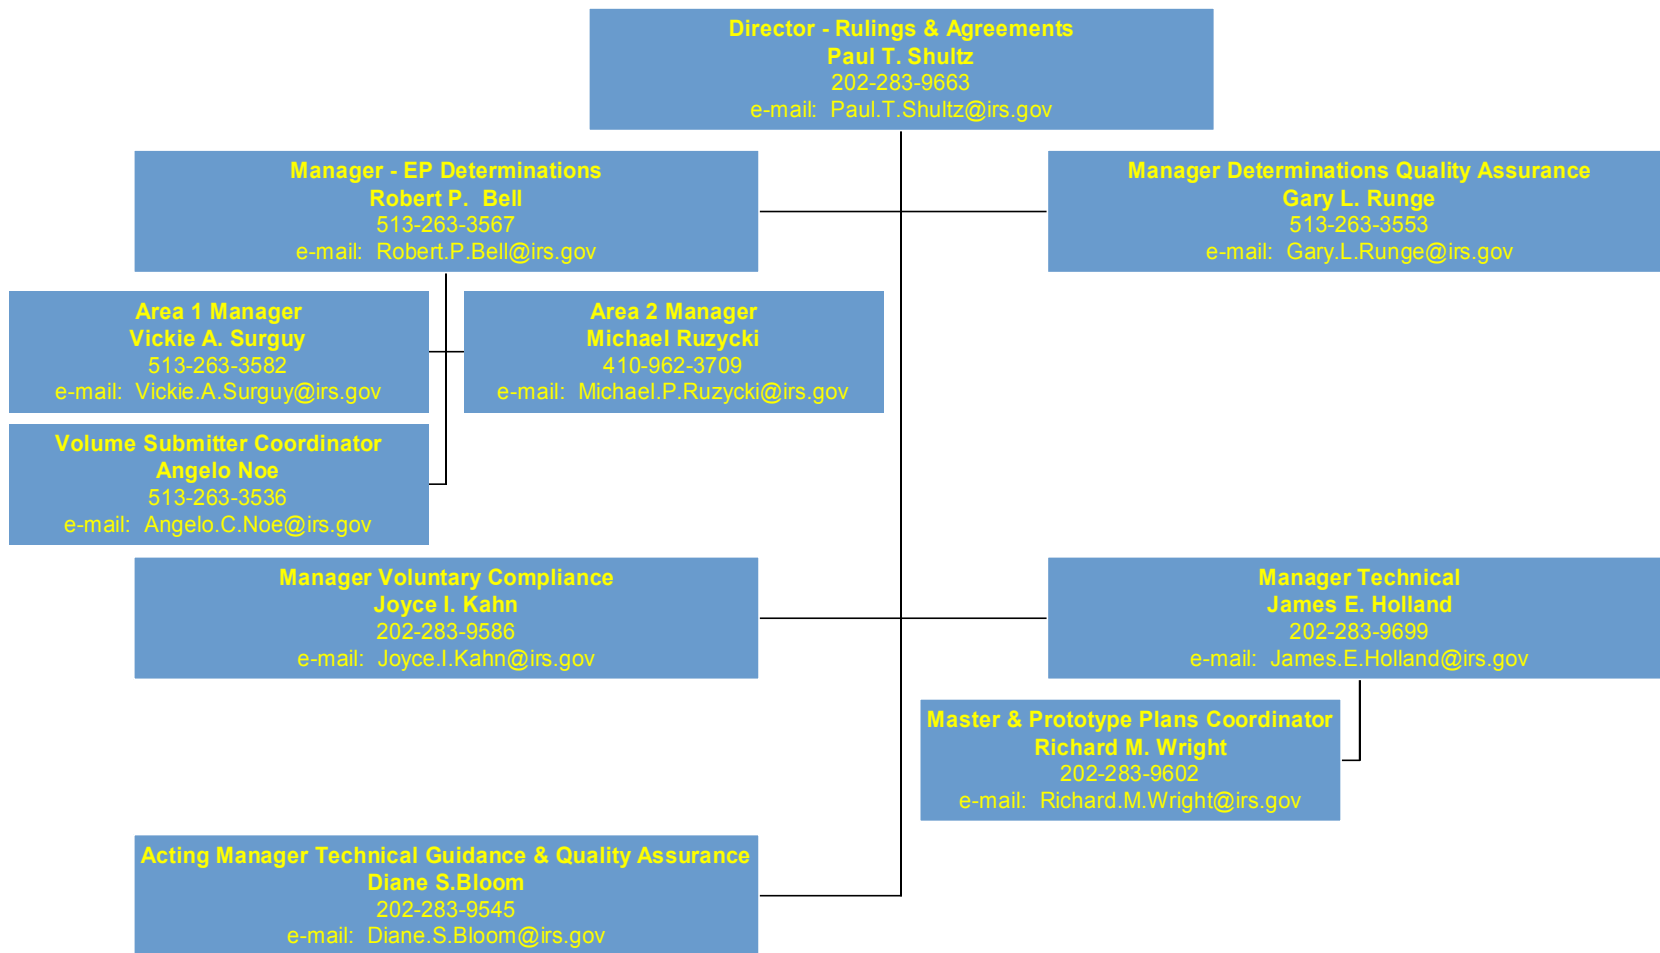 Director - Rulings & Agreements
Paul T. Shultz
202-283-9663
e-mail:  Paul.T.Shultz@irs.gov
Manager - EP Determinations
Robert P.  Bell
513-263-3567
e-mail:  Robert.P.Bell@irs.gov
Manager Determinations Quality Assurance
Gary L. Runge
513-263-3553
e-mail:  Gary.L.Runge@irs.gov
Area 1 Manager
Vickie A. Surguy
513-263-3582
e-mail:  Vickie.A.Surguy@irs.gov
Area 2 Manager
Michael Ruzycki
410-962-3709
e-mail:  Michael.P.Ruzycki@irs.gov
Volume Submitter Coordinator
Angelo Noe
513-263-3536
e-mail:  Angelo.C.Noe@irs.gov
Manager Voluntary Compliance
Joyce I. Kahn
202-283-9586
e-mail:  Joyce.I.Kahn@irs.gov
Manager Technical
James E. Holland
202-283-9699
e-mail:  James.E.Holland@irs.gov
Master & Prototype Plans Coordinator
Richard M. Wright
202-283-9602
e-mail:  Richard.M.Wright@irs.gov
Acting Manager Technical Guidance & Quality Assurance
Diane S.Bloom
202-283-9545
e-mail:  Diane.S.Bloom@irs.gov